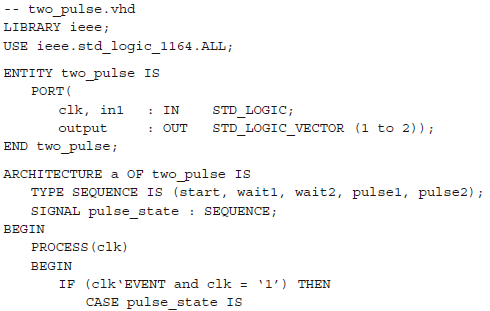 -- two_pulse.vhd
LIBRARY ieee;
USE ieee.std_logic_1164.ALL;
ENTITY two_pulse IS
PORT(
clk, in1 : IN STD_LOGIC;
output : OUT STD_LOGIC_VECTOR (1 to 2));
END two_pulse;
ARCHITECTURE a OF two_pulse IS
TYPE SEQUENCE IS (start, wait1, wait2, pulse1, pulse2);
SIGNAL pulse_state : SEQUENCE;
BEGIN
PROCESS(clk)
BEGIN
IF (clk‘EVENT and clk = ‘1’) THEN
CASE pulse_state IS